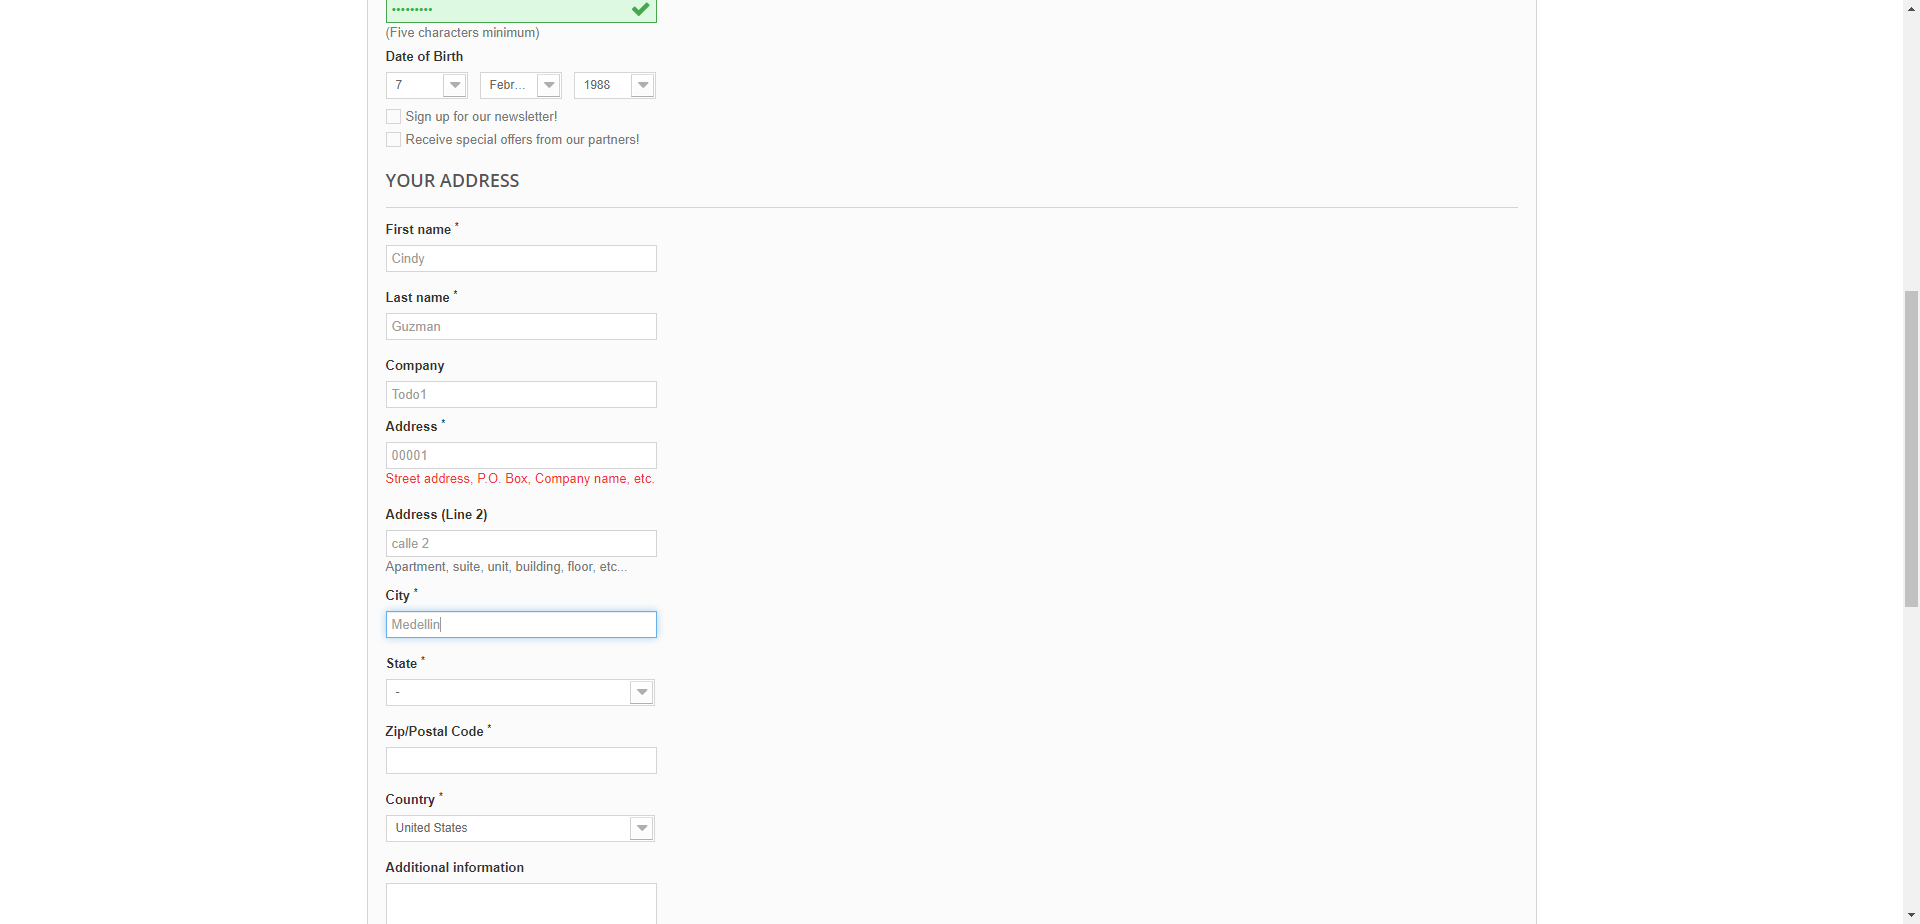 •••••••••
(Five characters minimum)
Date of Birth
7 Febr... 1988
Sign up for our newsletter!
Receive special offers from our partners!
YOUR ADDRESS
First name *
Cindy
Last name *
Guzman
Company
Todo1
Address *
00001
Street address, P.O. Box, Company name, etc.
Address (Line 2)
calle 2
Apartment, suite, unit, building, floor, etc...
City *
Medellin
State *
-
Zip/Postal Code *
Country *
United States
Additional information